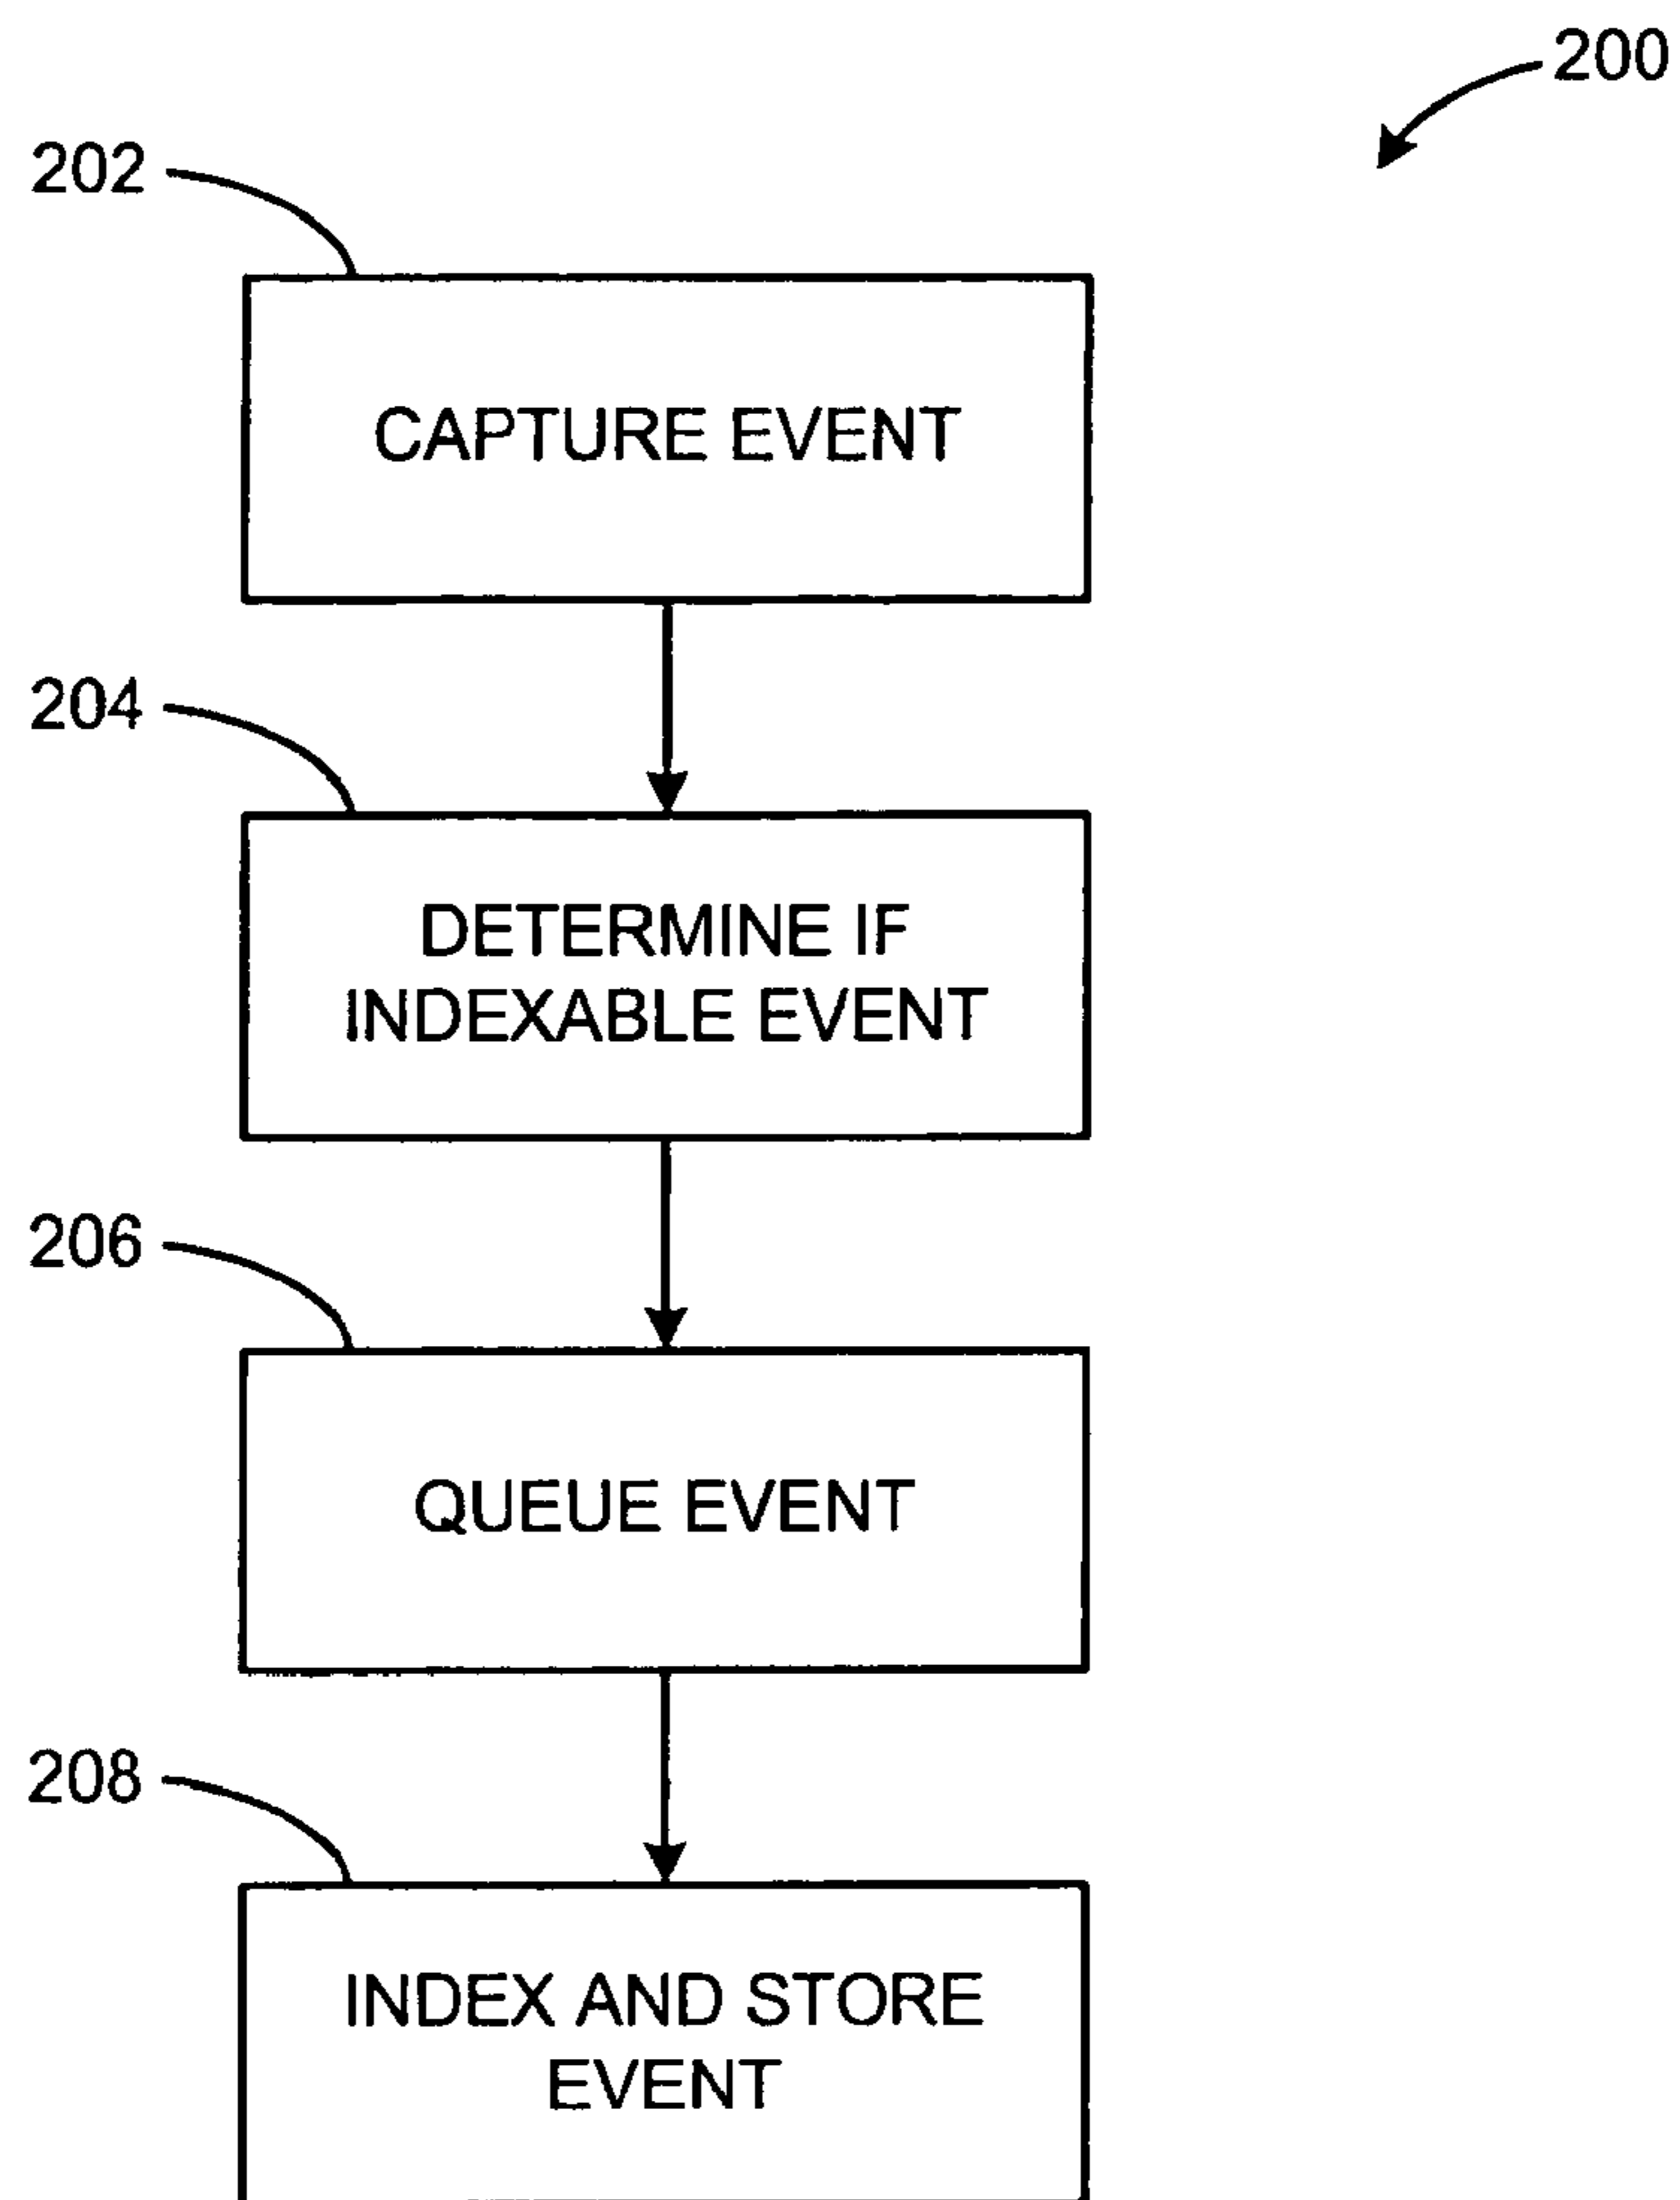 200
202
CAPTURE EVENT
204
DETERMINE IF
INDEXABLE EVENT
206
QUEUE EVENT
208
INDEX AND STORE
EVENT